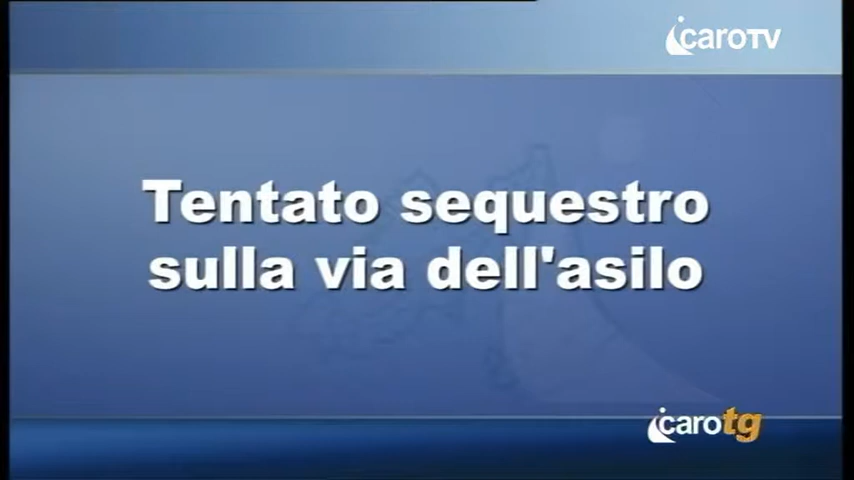 icaroTV
Tentato sequestro
sulla via dell'asilo
icarotg